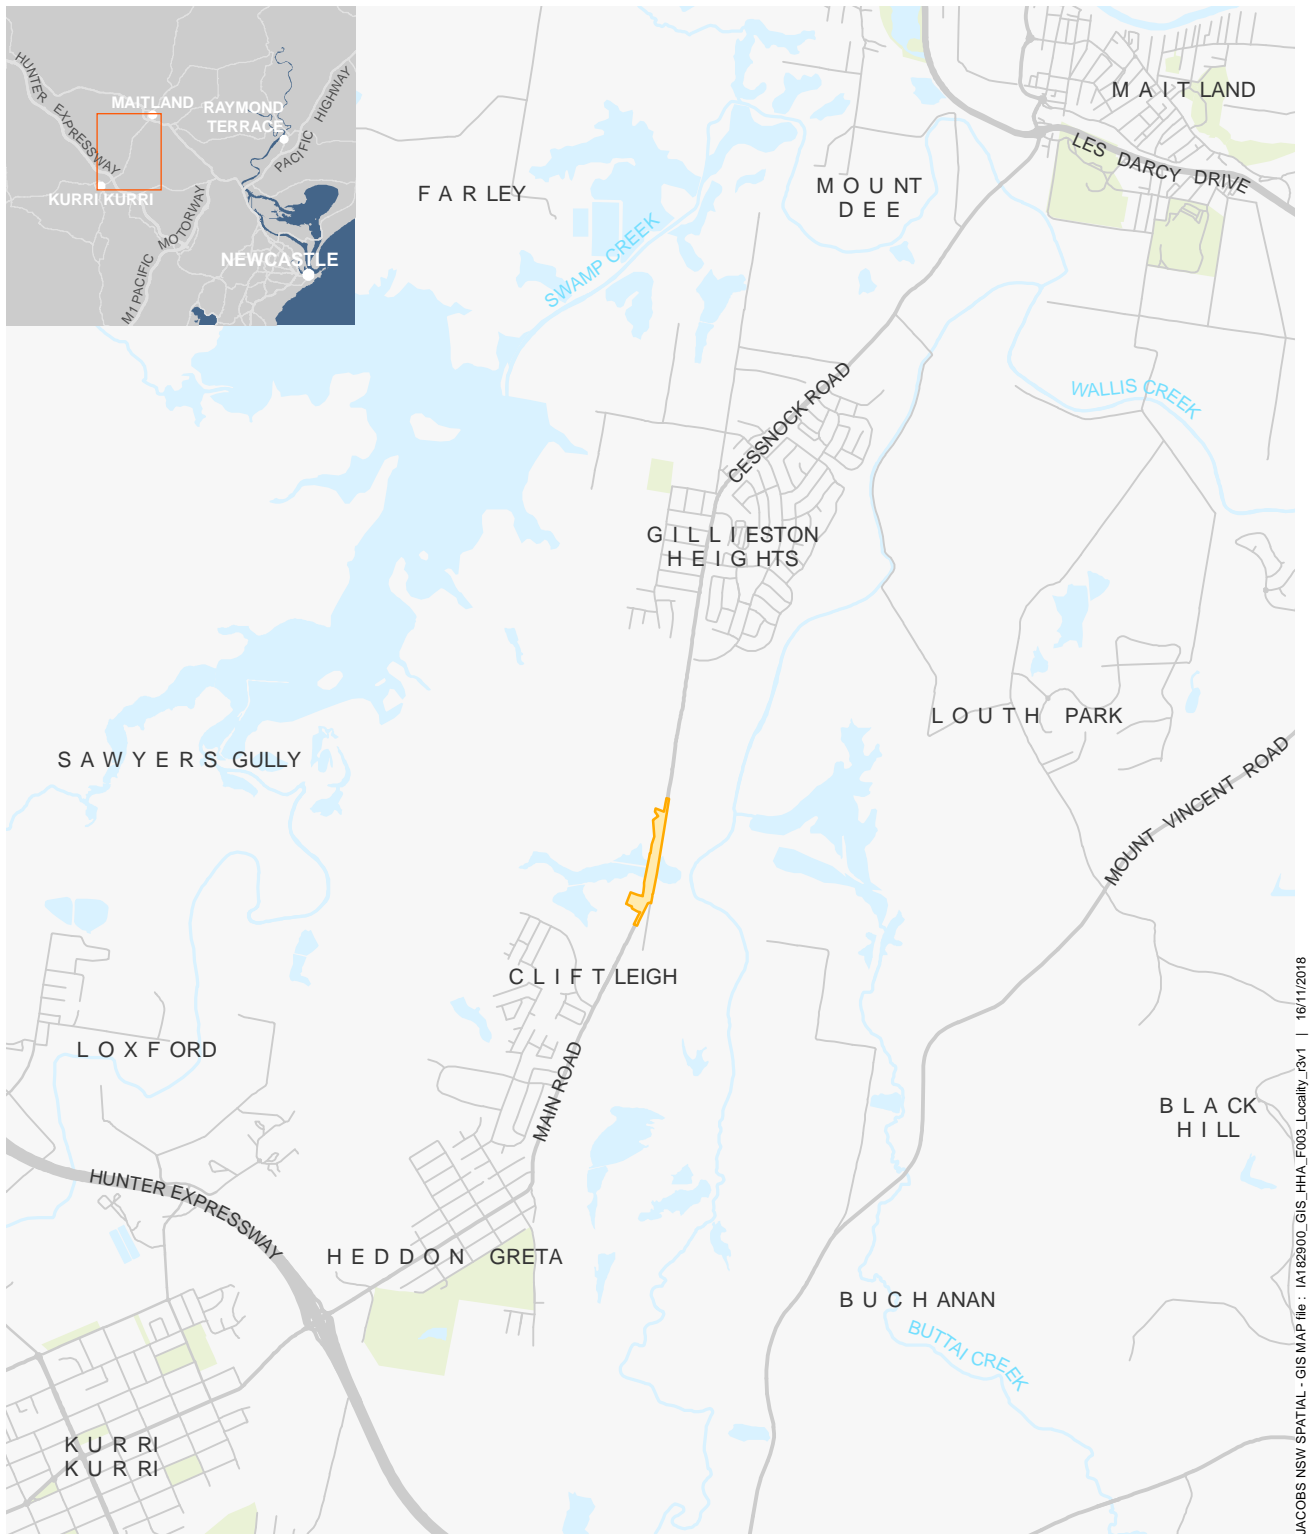 HUNTER EXPRESSWAY
MAITLAND
RAYMOND
TERRACE
PACIFIC HIGHWAY
KURRI KURRI
M1 PACIFIC MOTORWAY
NEWCASTLE
MAITLAND
LES DARCY DRIVE
FARLEY
MOUNT
DEE
SWAMP CREEK
WALLIS CREEK
CESSNOCK ROAD
GILLIESTON
HEIGHTS
LOUTH PARK
SAWYERS GULLY
MOUNT VINCENT ROAD
CLIFTLEIGH
LOXFORD
MAIN ROAD
BLACK
HILL
HUNTER EXPRESSWAY
HEDDON GRETA
BUCHANAN
BUTTAI CREEK
KURRI
KURRI
JACOBS NSW SPATIAL - GIS MAP file : IA182900_GIS_HHA_F003_Locality_r3v1 | 16/11/2018